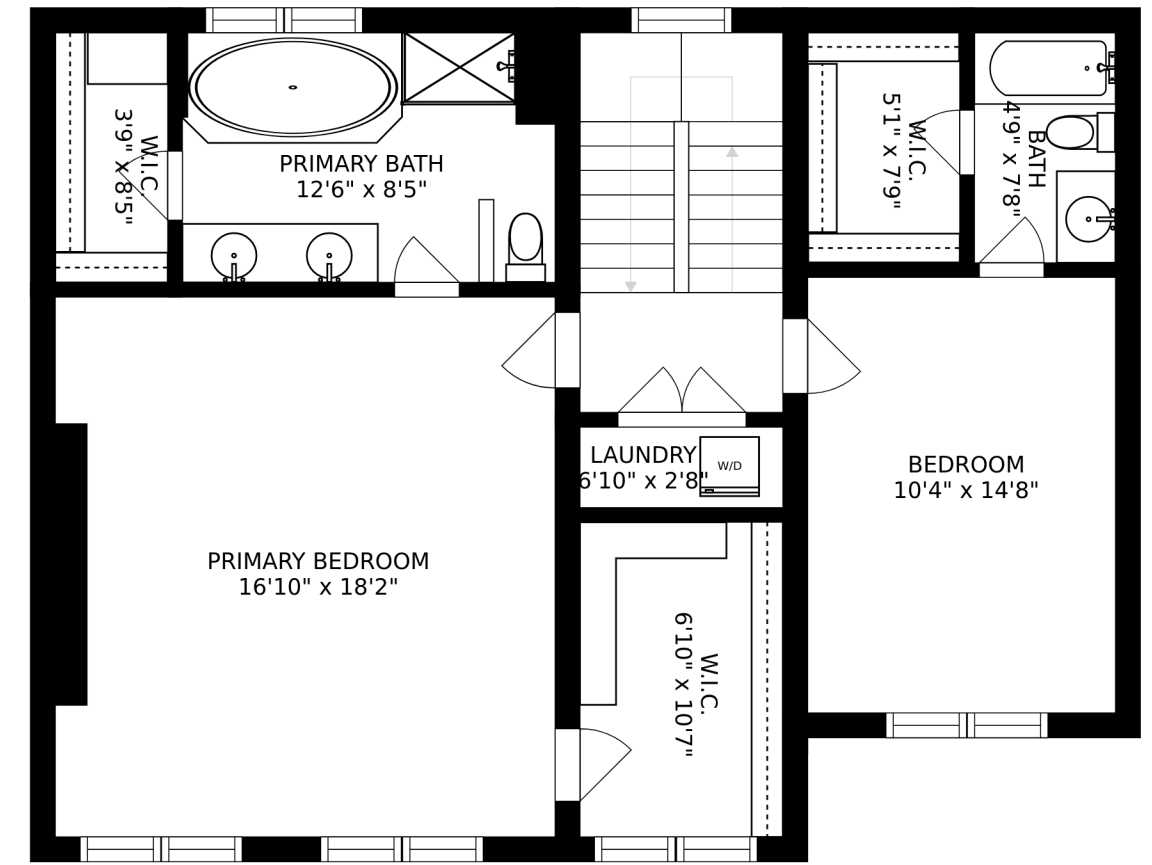 W.I.C.
3'9" x 8'5"
PRIMARY BATH
12'6" x 8'5"
W.I.C.
5'1" x 7'9"
BATH
4'9" x 7'8"
LAUNDRY
6'10" x 2'8"
W/D
BEDROOM
10'4" x 14'8"
PRIMARY BEDROOM
16'10" x 18'2"
W.I.C.
6'10" x 10'7"